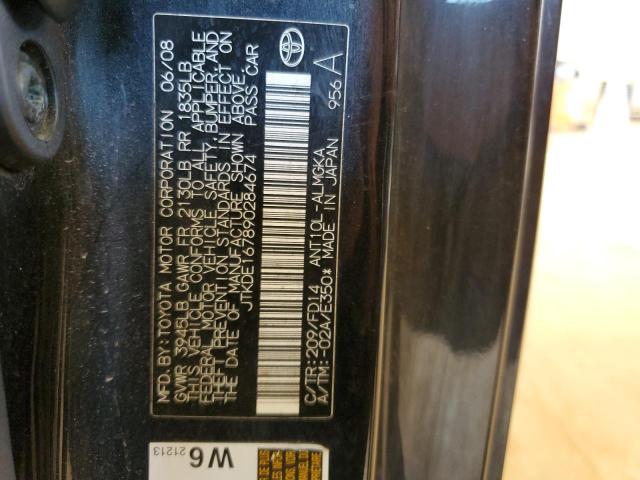 MFD. BY: TOYOTA MOTOR CORPORATION 06/08
GVWR 3945LB GAWR FR 2130LB RR 1835LB
THIS VEHICLE CONFORMS TO ALL APPLICABLE
FEDERAL MOTOR VEHICLE SAFETY, BUMPER, AND
THEFT PREVENTION STANDARDS IN EFFECT ON
THE DATE OF MANUFACTURE SHOWN ABOVE.
JTKDE167890284674 PASS CAR
C/TR: 209/FD14 ANT10L-ALMGKA
A/TM: -02A/E350* MADE IN JAPAN 956 A
W6
21213